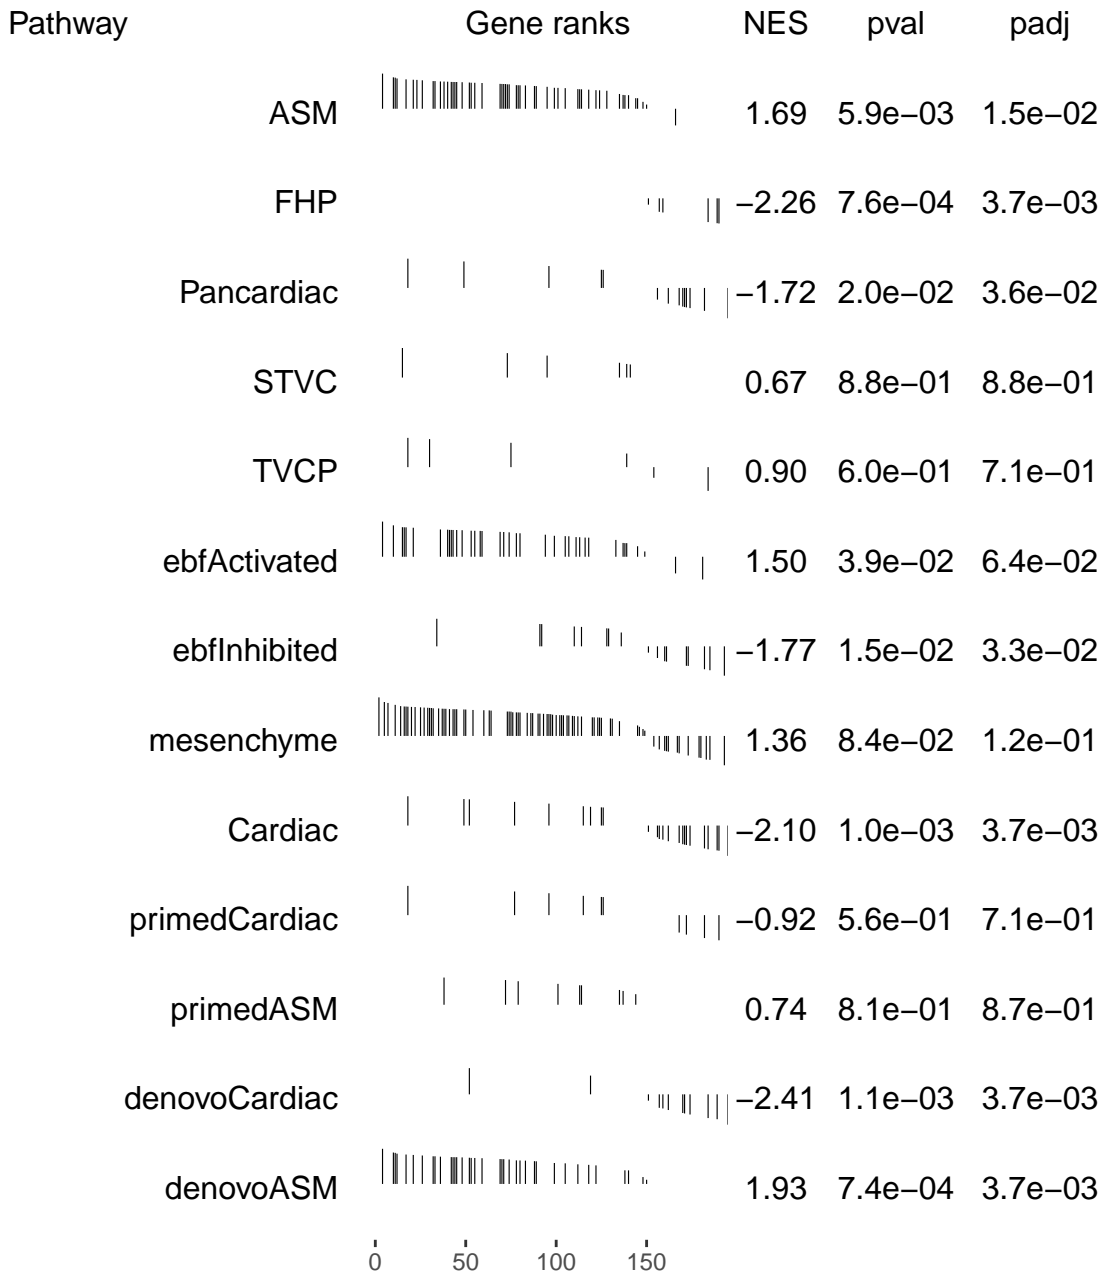 Pathway Gene ranks NES pval padj
ASM 1.69 5.9e−03 1.5e−02
FHP −2.26 7.6e−04 3.7e−03
Pancardiac −1.72 2.0e−02 3.6e−02
STVC 0.67 8.8e−01 8.8e−01
TVCP 0.90 6.0e−01 7.1e−01
ebfActivated 1.50 3.9e−02 6.4e−02
ebfInhibited −1.77 1.5e−02 3.3e−02
mesenchyme 1.36 8.4e−02 1.2e−01
Cardiac −2.10 1.0e−03 3.7e−03
primedCardiac −0.92 5.6e−01 7.1e−01
primedASM 0.74 8.1e−01 8.7e−01
denovoCardiac −2.41 1.1e−03 3.7e−03
denovoASM 1.93 7.4e−04 3.7e−03
0 50 100 150